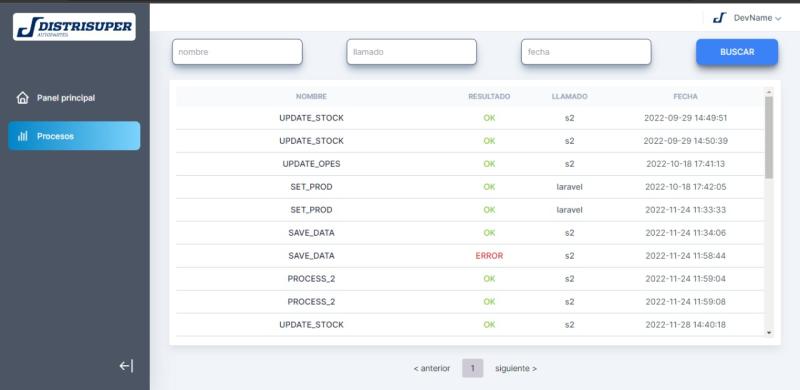 DISTRISUPER
AUTOPARTES
DevName
nombre
llamado
fecha
BUSCAR
Panel principal
Procesos
NOMBRE RESULTADO LLAMADO FECHA
UPDATE_STOCK OK s2 2022-09-29 14:49:51
UPDATE_STOCK OK s2 2022-09-29 14:50:39
UPDATE_OPES OK s2 2022-10-18 17:41:13
SET_PROD OK laravel 2022-10-18 17:42:05
SET_PROD OK laravel 2022-11-24 11:33:33
SAVE_DATA OK s2 2022-11-24 11:34:06
SAVE_DATA ERROR s2 2022-11-24 11:58:44
PROCESS_2 OK s2 2022-11-24 11:59:04
PROCESS_2 OK s2 2022-11-24 11:59:08
UPDATE_STOCK OK s2 2022-11-28 14:40:18
< anterior 1 siguiente >